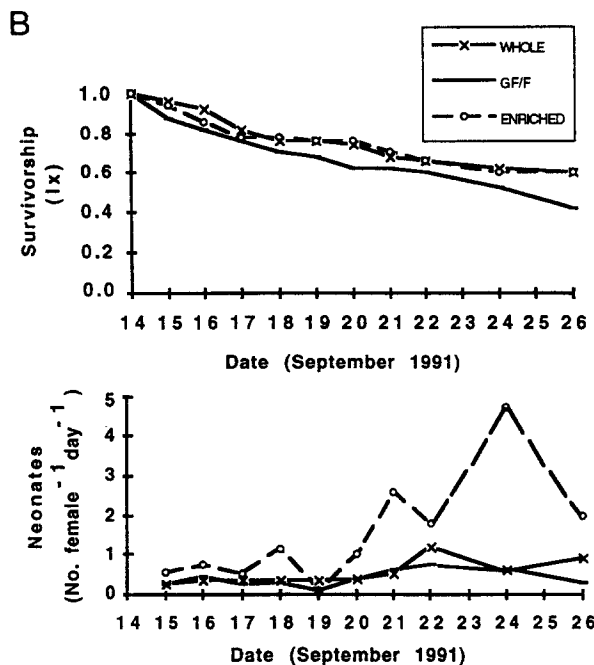 B
WHOLE
GF/F
ENRICHED
Survivorship
(lx)
1.0
0.8
0.6
0.4
0.2
0.0
14 15 16 17 18 19 20 21 22 23 24 25 26
Date (September 1991)
Neonates
(No. female⁻¹ day⁻¹)
5
4
3
2
1
0
14 15 16 17 18 19 20 21 22 23 24 25 26
Date (September 1991)